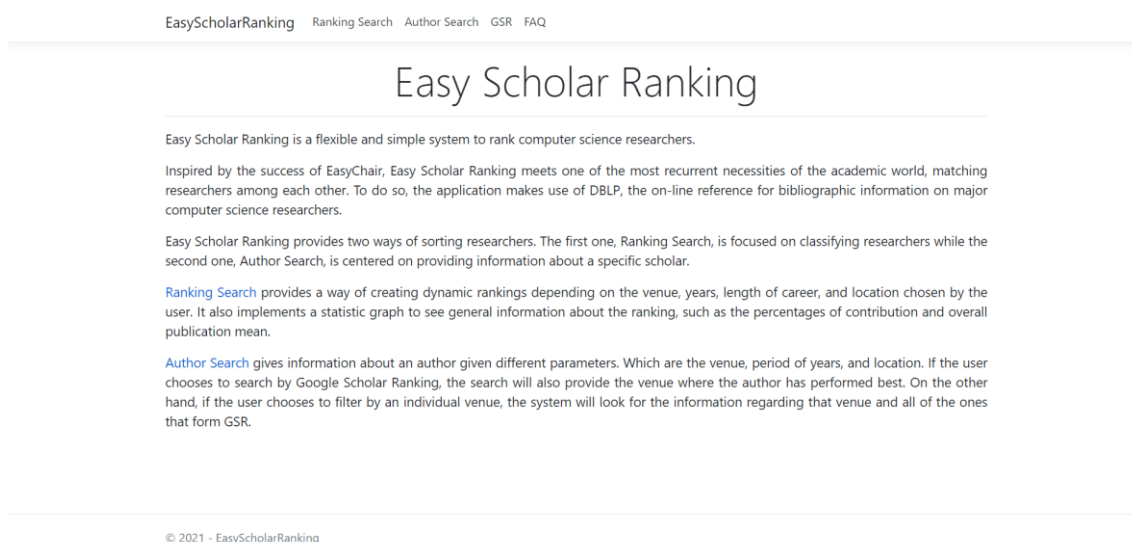 EasyScholarRanking Ranking Search Author Search GSR FAQ
Easy Scholar Ranking
Easy Scholar Ranking is a flexible and simple system to rank computer science researchers.
Inspired by the success of EasyChair, Easy Scholar Ranking meets one of the most recurrent necessities of the academic world, matching
researchers among each other. To do so, the application makes use of DBLP, the on-line reference for bibliographic information on major
computer science researchers.
Easy Scholar Ranking provides two ways of sorting researchers. The first one, Ranking Search, is focused on classifying researchers while the
second one, Author Search, is centered on providing information about a specific scholar.
Ranking Search provides a way of creating dynamic rankings depending on the venue, years, length of career, and location chosen by the
user. It also implements a statistic graph to see general information about the ranking, such as the percentages of contribution and overall
publication mean.
Author Search gives information about an author given different parameters. Which are the venue, period of years, and location. If the user
chooses to search by Google Scholar Ranking, the search will also provide the venue where the author has performed best. On the other
hand, if the user chooses to filter by an individual venue, the system will look for the information regarding that venue and all of the ones
that form GSR.
© 2021 - EasyScholarRanking